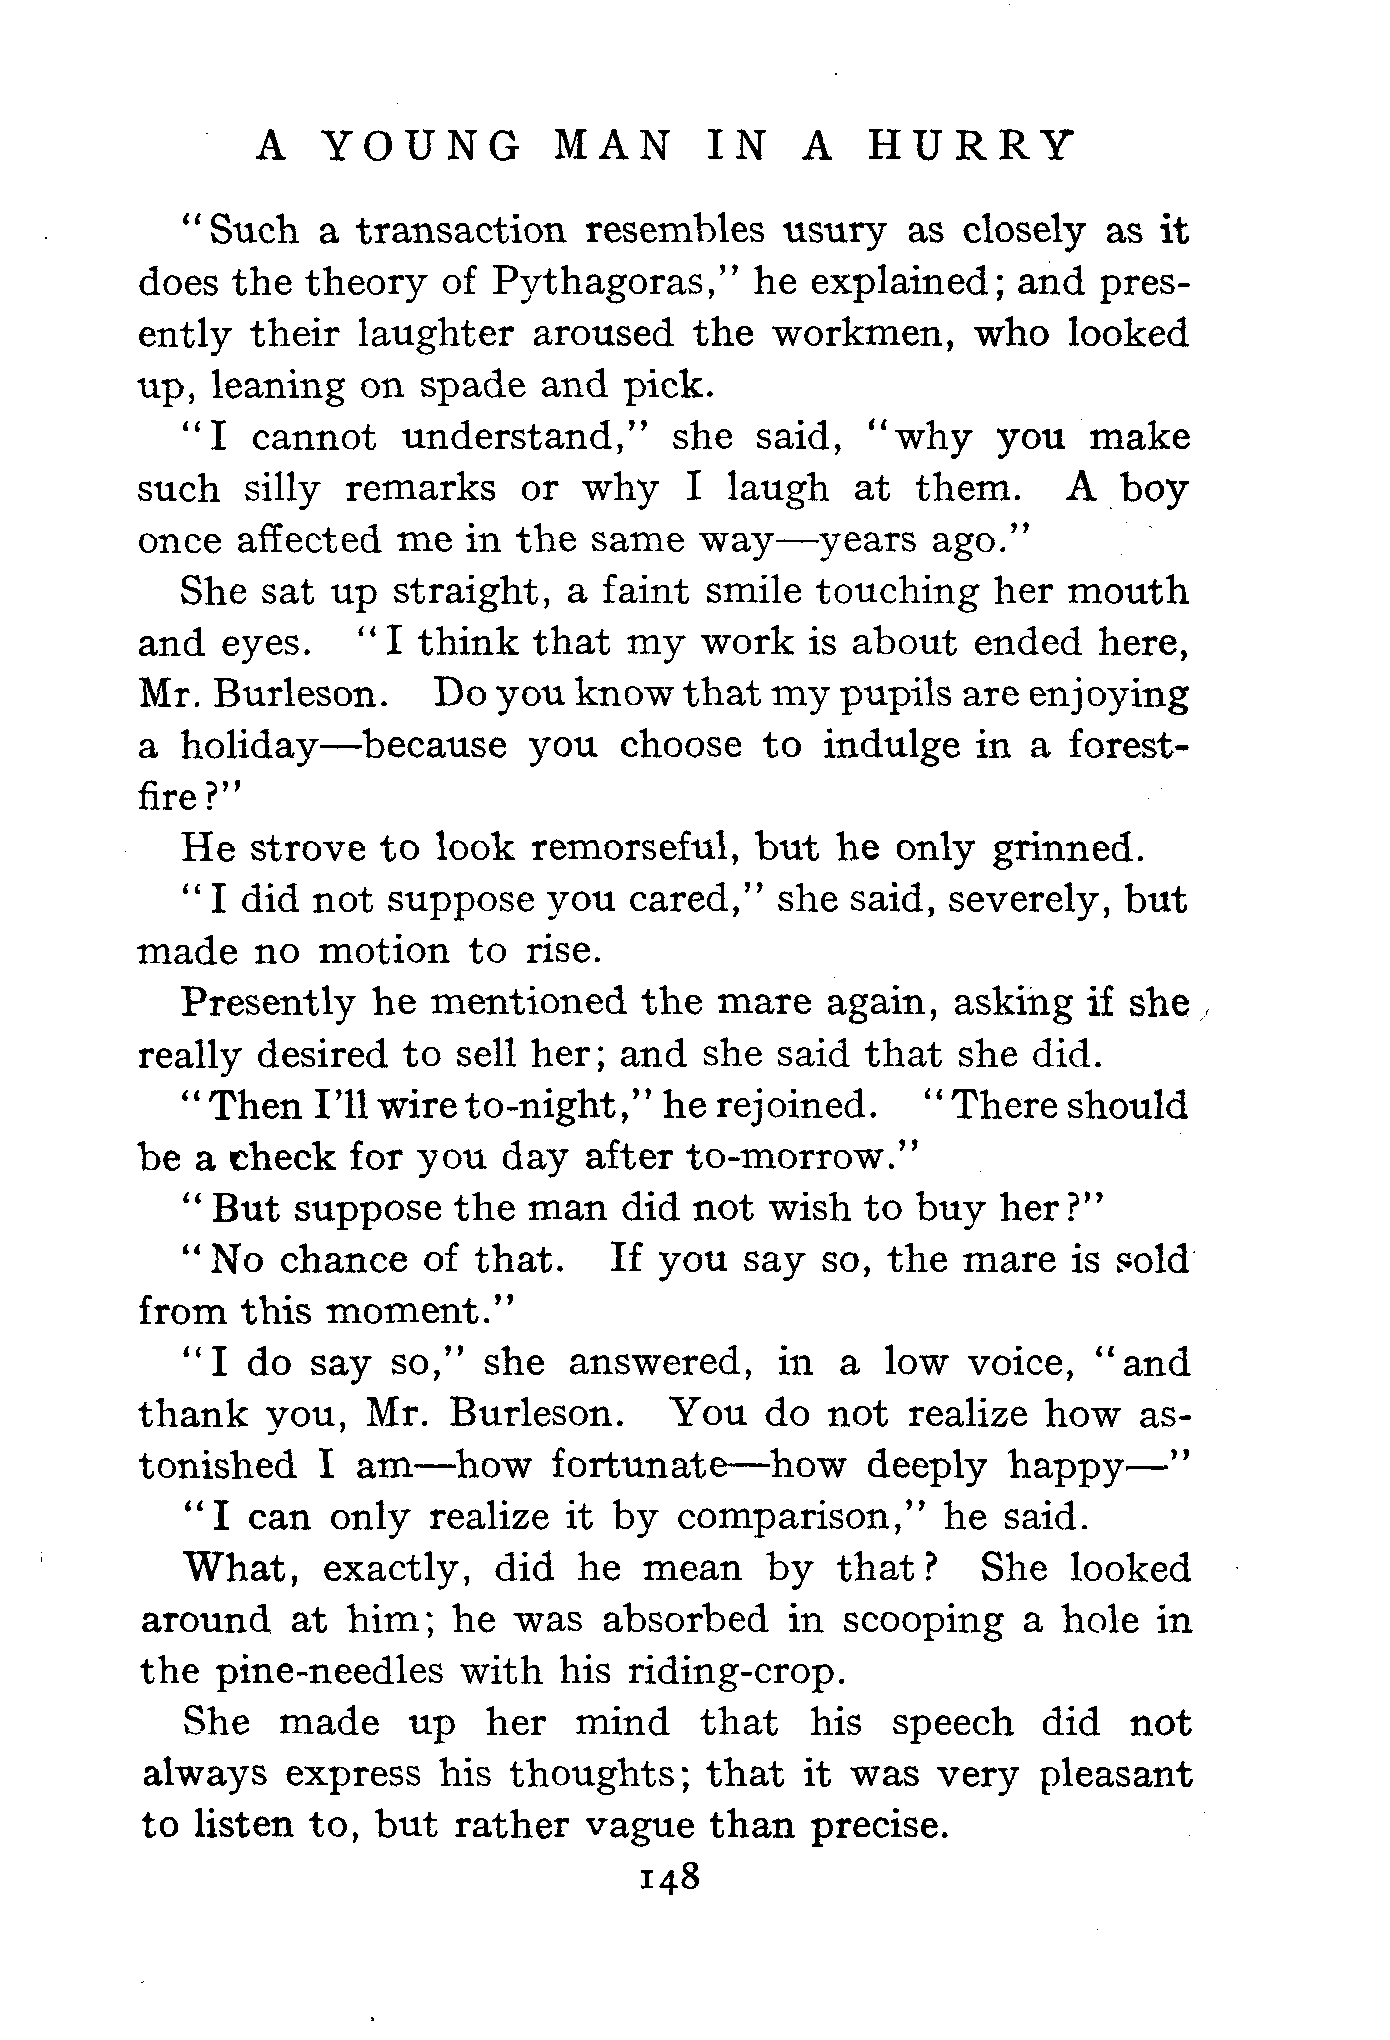 A YOUNG MAN IN A HURRY
"Such a transaction resembles usury as closely as it
does the theory of Pythagoras," he explained; and pres-
ently their laughter aroused the workmen, who looked
up, leaning on spade and pick.
"I cannot understand," she said, "why you make
such silly remarks or why I laugh at them. A boy
once affected me in the same way—years ago."
She sat up straight, a faint smile touching her mouth
and eyes. "I think that my work is about ended here,
Mr. Burleson. Do you know that my pupils are enjoying
a holiday—because you choose to indulge in a forest-
fire?"
He strove to look remorseful, but he only grinned.
"I did not suppose you cared," she said, severely, but
made no motion to rise.
Presently he mentioned the mare again, asking if she
really desired to sell her; and she said that she did.
"Then I'll wire to-night," he rejoined. "There should
be a check for you day after to-morrow."
"But suppose the man did not wish to buy her?"
"No chance of that. If you say so, the mare is sold
from this moment."
"I do say so," she answered, in a low voice, "and
thank you, Mr. Burleson. You do not realize how as-
tonished I am—how fortunate—how deeply happy—"
"I can only realize it by comparison," he said.
What, exactly, did he mean by that? She looked
around at him; he was absorbed in scooping a hole in
the pine-needles with his riding-crop.
She made up her mind that his speech did not
always express his thoughts; that it was very pleasant
to listen to, but rather vague than precise.
148